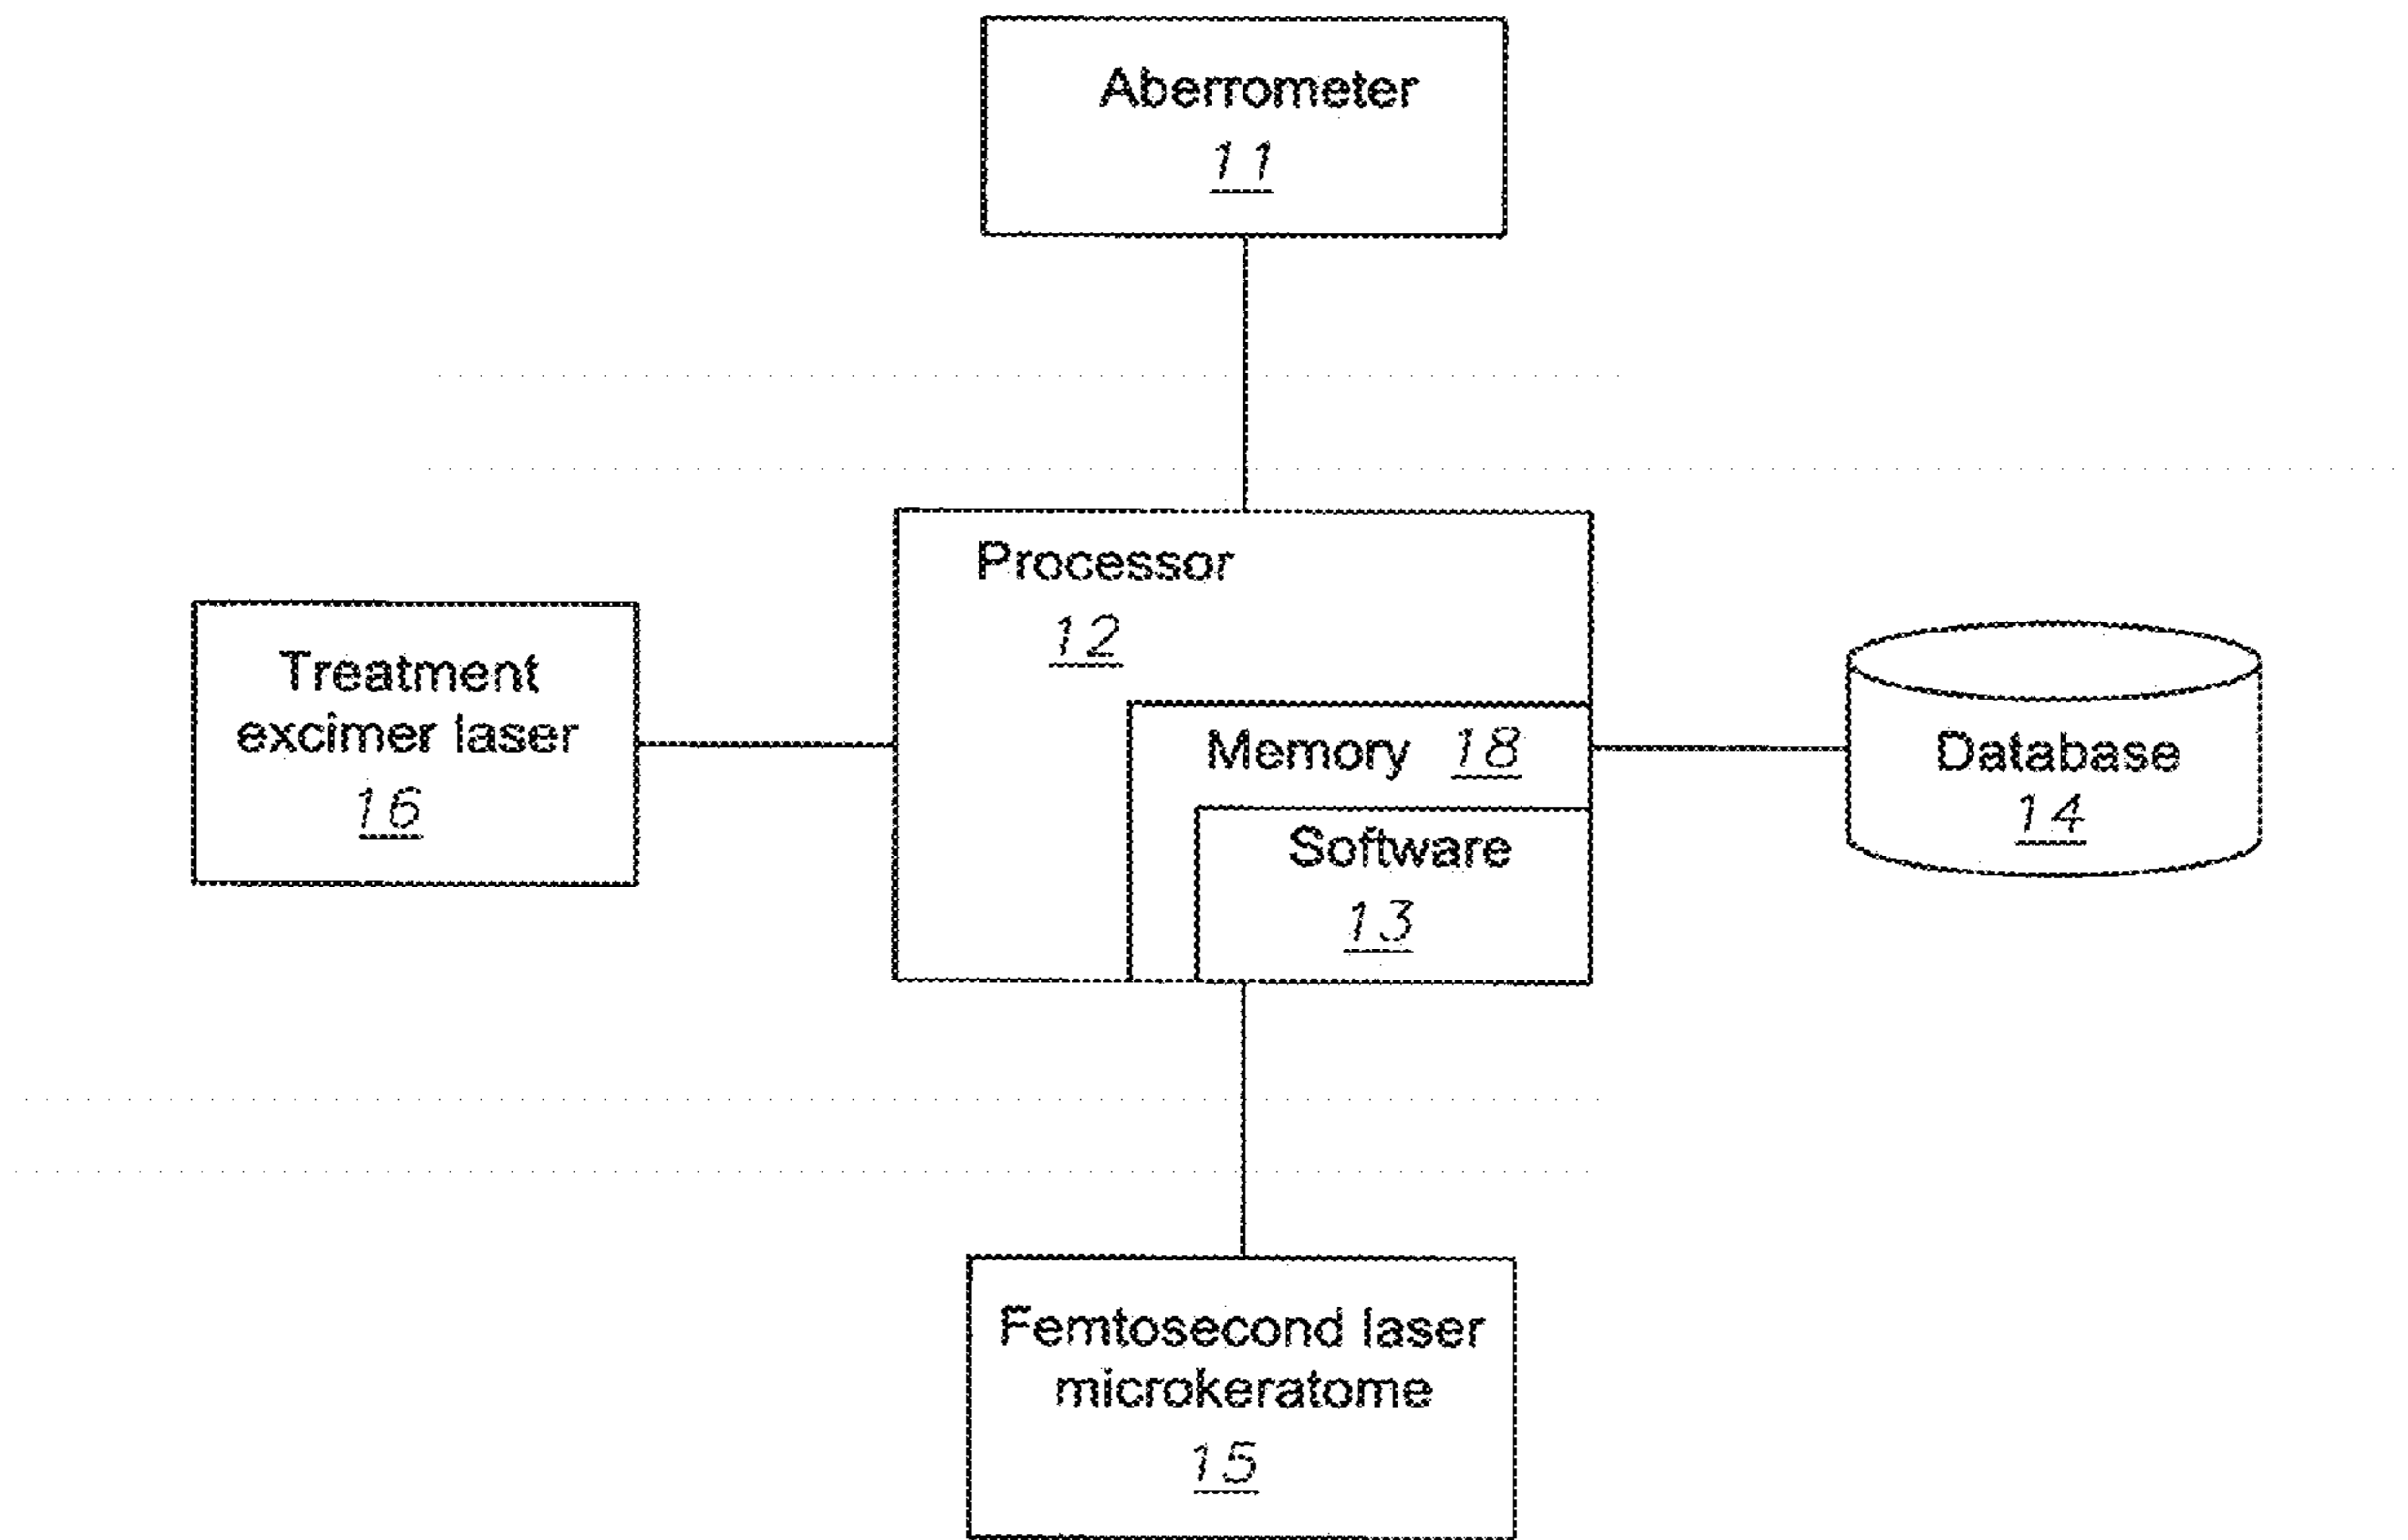 Aberrometer
11
Processor
12
Treatment
excimer laser
16
Memory 18
Software
13
Database
14
Femtosecond laser
microkeratome
15